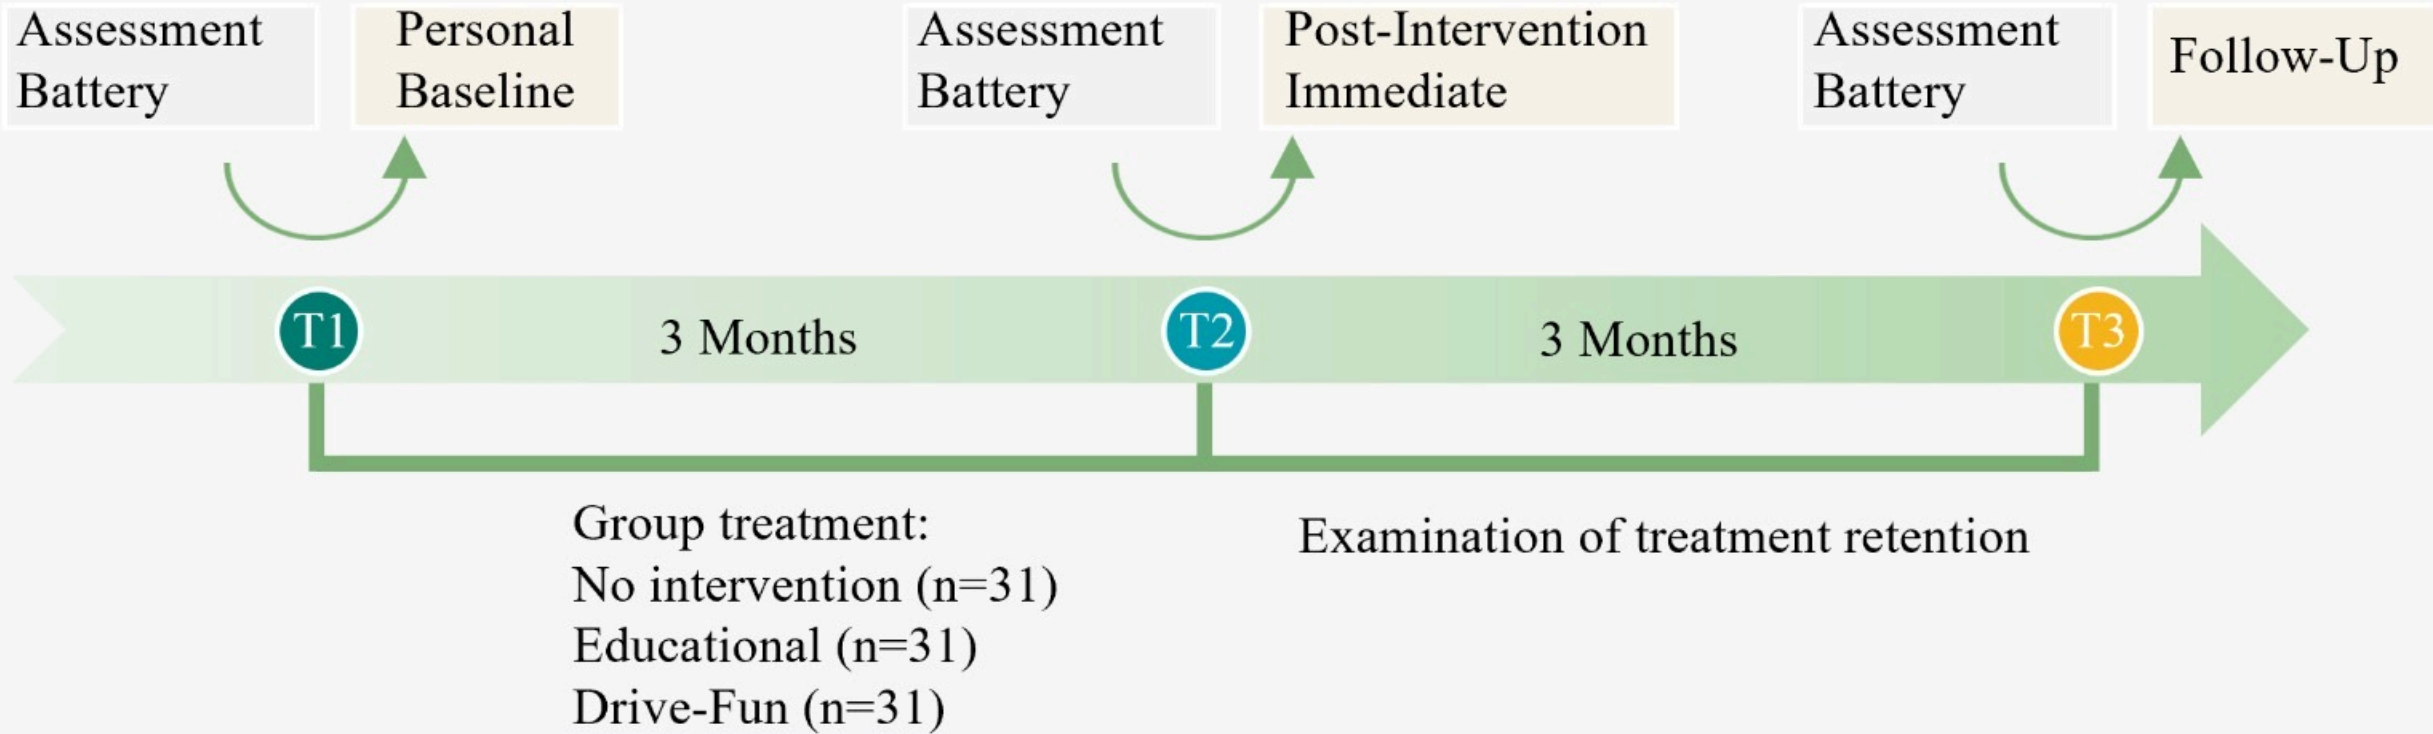 Assessment
Battery
Personal
Baseline
Assessment
Battery
Post-Intervention
Immediate
Assessment
Battery
Follow-Up
T1
3 Months
T2
3 Months
T3
Group treatment:
No intervention (n=31)
Educational (n=31)
Drive-Fun (n=31)
Examination of treatment retention